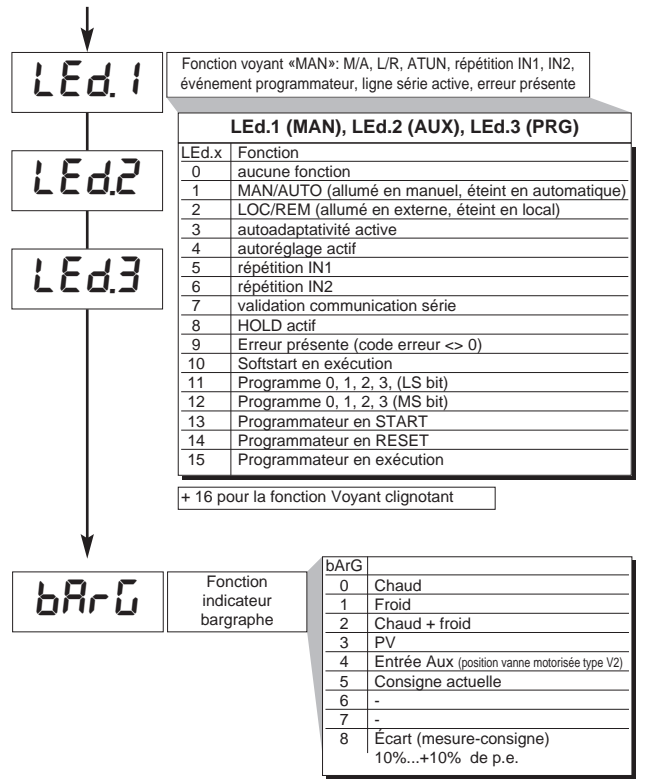 LEd.1
Fonction voyant «MAN»: M/A, L/R, ATUN, répétition IN1, IN2,
événement programmateur, ligne série active, erreur présente
LEd.1 (MAN), LEd.2 (AUX), LEd.3 (PRG)
LEd.x Fonction
0 aucune fonction
1 MAN/AUTO (allumé en manuel, éteint en automatique)
2 LOC/REM (allumé en externe, éteint en local)
3 autoadaptativité active
4 autoréglage actif
5 répétition IN1
6 répétition IN2
7 validation communication série
8 HOLD actif
9 Erreur présente (code erreur <> 0)
10 Softstart en exécution
11 Programme 0, 1, 2, 3, (LS bit)
12 Programme 0, 1, 2, 3 (MS bit)
13 Programmateur en START
14 Programmateur en RESET
15 Programmateur en exécution
LEd.2
LEd.3
+ 16 pour la fonction Voyant clignotant
bArG
Fonction
indicateur
bargraphe
bArG
0 Chaud
1 Froid
2 Chaud + froid
3 PV
4 Entrée Aux (position vanne motorisée type V2)
5 Consigne actuelle
6 -
7 -
8 Écart (mesure-consigne)
10%...+10% de p.e.